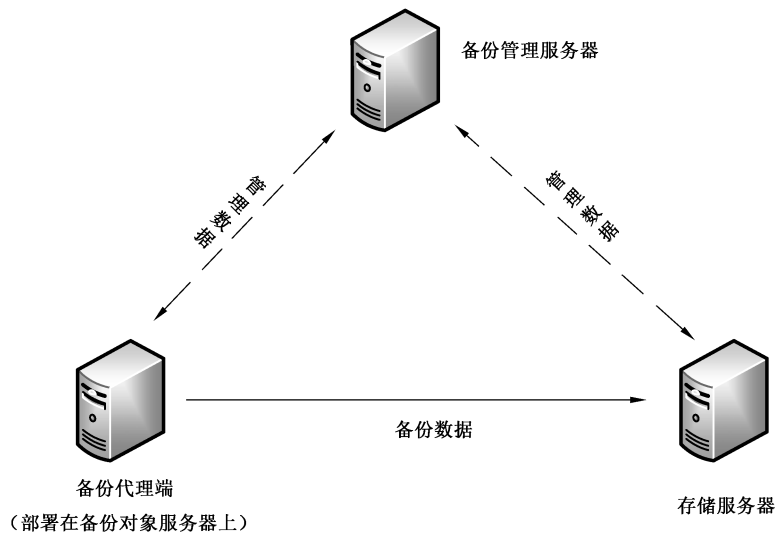 备份管理服务器
管理数据
管理数据
备份数据
备份代理端
（部署在备份对象服务器上）
存储服务器